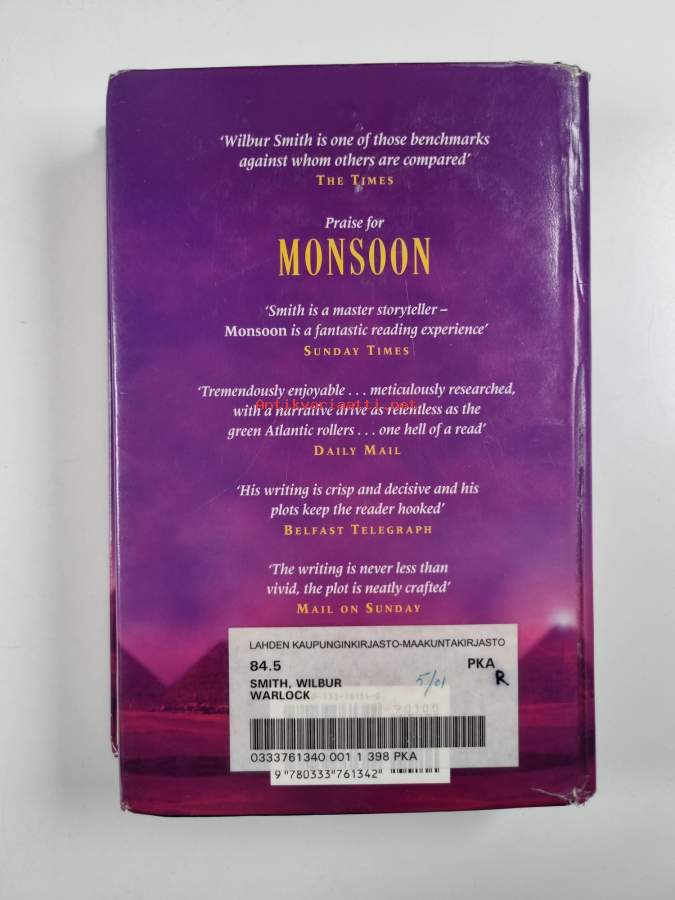 ‘Wilbur Smith is one of those benchmarks
against whom others are compared’
THE TIMES
Praise for
MONSOON
‘Smith is a master storyteller –
Monsoon is a fantastic reading experience’
SUNDAY TIMES
‘Tremendously enjoyable . . . meticulously researched,
Antikvariaatti.net
with a narrative drive as relentless as the
green Atlantic rollers . . . one hell of a read’
DAILY MAIL
‘His writing is crisp and decisive and his
plots keep the reader hooked’
BELFAST TELEGRAPH
‘The writing is never less than
vivid, the plot is neatly crafted’
MAIL ON SUNDAY
LAHDEN KAUPUNGINKIRJASTO-MAAKUNTAKIRJASTO
84.5 PKA
SMITH, WILBUR 5/01 R
WARLOCK
0333761340 001 1 398 PKA
9 "780333"761342"